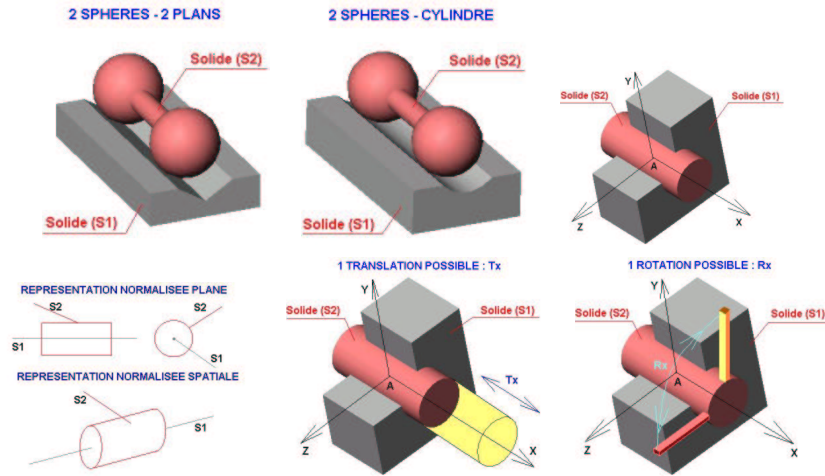 2 SPHERES - 2 PLANS
Solide (S2)
Solide (S1)
2 SPHERES - CYLINDRE
Solide (S2)
Solide (S1)
Y
Solide (S2)
Solide (S1)
A
Z
X
REPRESENTATION NORMALISEE PLANE
S2
S1
S2
S1
REPRESENTATION NORMALISEE SPATIALE
S2
S1
1 TRANSLATION POSSIBLE : Tx
Y
Solide (S2)
Solide (S1)
Tx
A
Z
X
1 ROTATION POSSIBLE : Rx
Y
Solide (S2)
Solide (S1)
Rx
A
Z
X